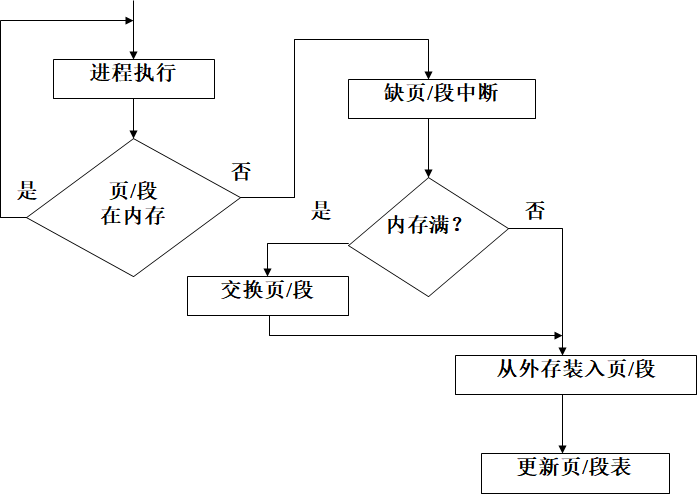 进程执行
页/段
在内存
是
否
缺页/段中断
内存满？
是
否
交换页/段
从外存装入页/段
更新页/段表